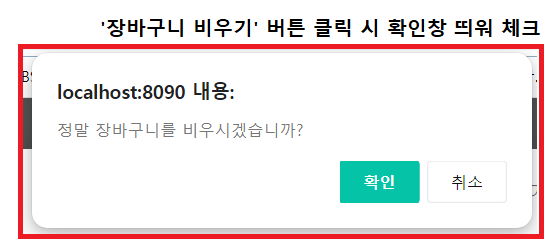 '장바구니 비우기' 버튼 클릭 시 확인창 띄워 체크
localhost:8090 내용:
정말 장바구니를 비우시겠습니까?
확인
취소